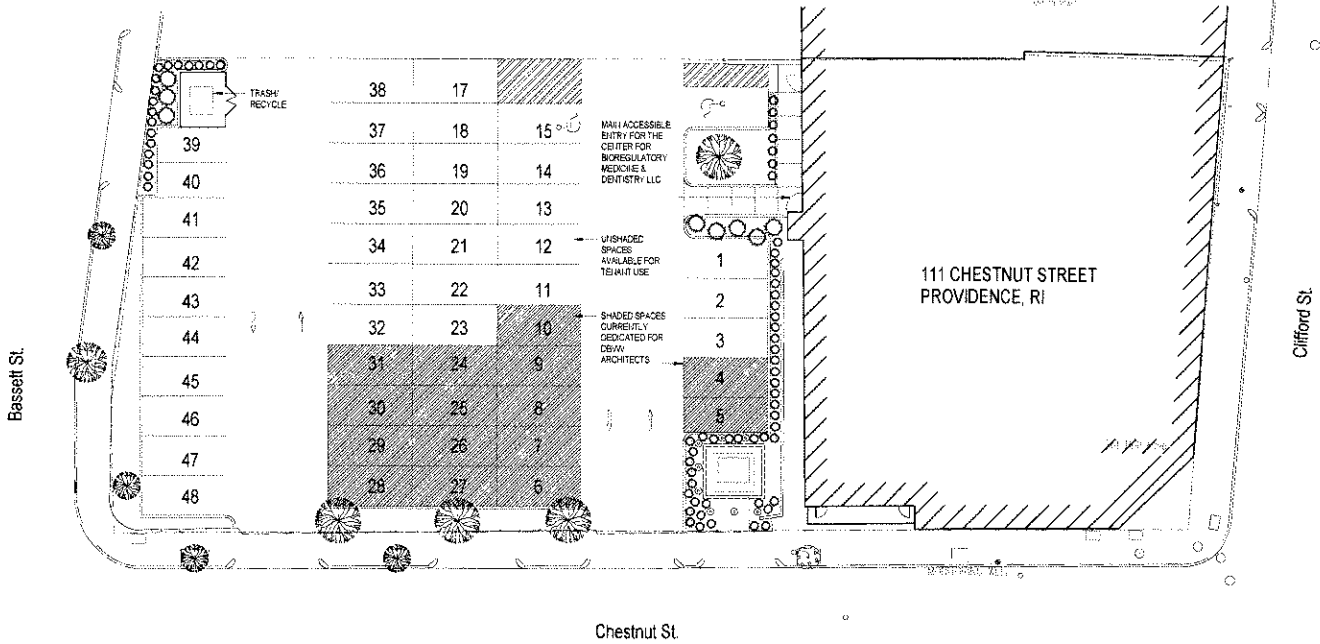 TRASH/
RECYCLE
38 17
37 18 15
36 19 14
35 20 13
34 21 12
33 22 11
32 23 10
31 24 9
30 25 8
29 26 7
28 27 6
39
40
41
42
43
44
45
46
47
48
MAIN ACCESSIBLE
ENTRY FOR THE
CENTER FOR
BIOREGULATORY
MEDICINE &
DENTISTRY LLC
UNSHADED
SPACES
AVAILABLE FOR
TENANT USE
SHADED SPACES
CURRENTLY
DEDICATED FOR
DBVW
ARCHITECTS
1
2
3
4
5
111 CHESTNUT STREET
PROVIDENCE, RI
Bassett St.
Clifford St.
Chestnut St.